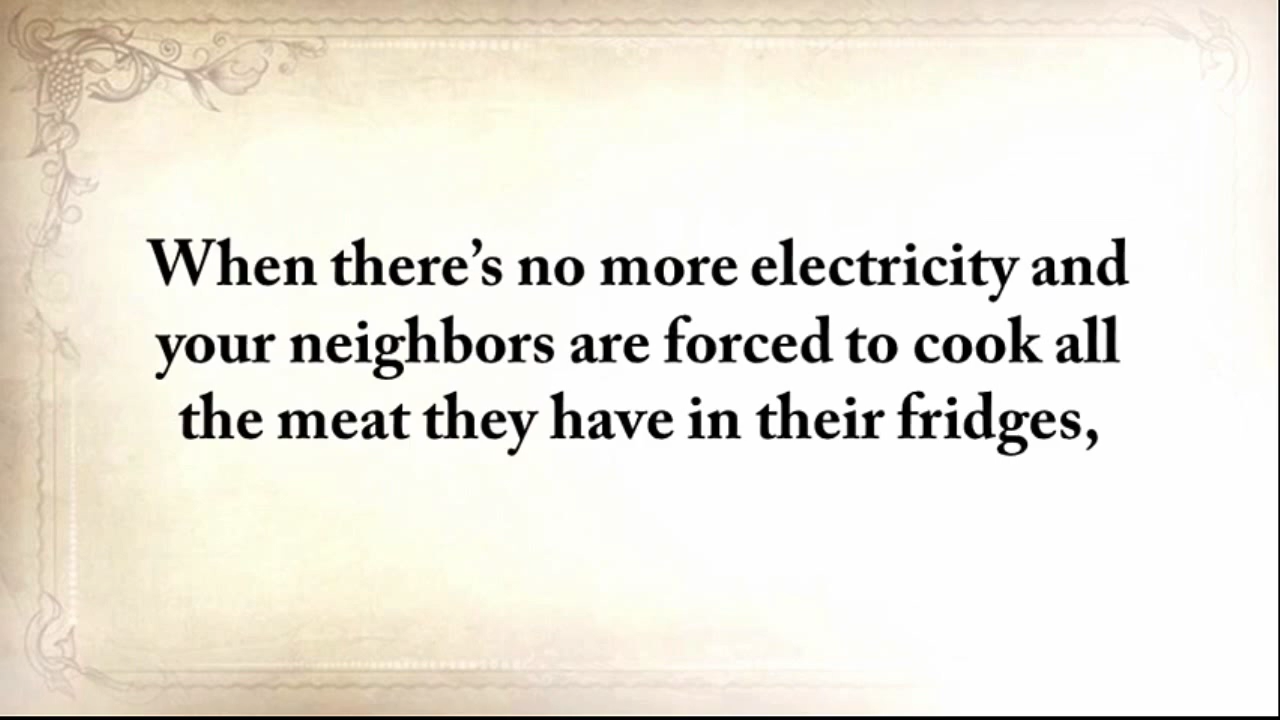 When there’s no more electricity and
your neighbors are forced to cook all
the meat they have in their fridges,